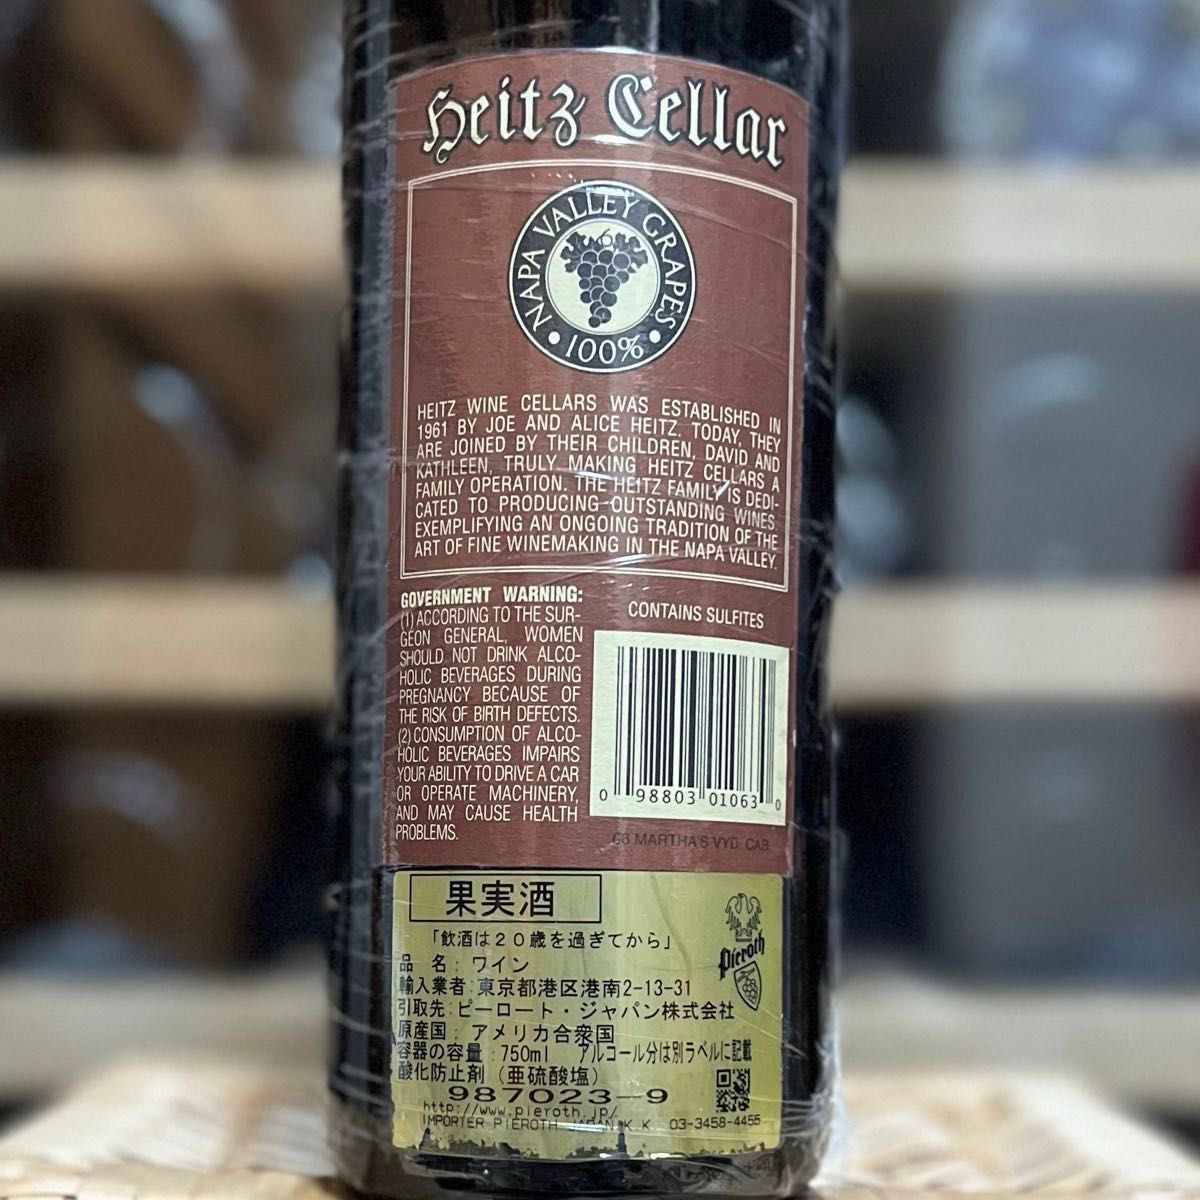 Heitz Cellar
NAPA VALLEY GRAPES
• 100% •
HEITZ WINE CELLARS WAS ESTABLISHED IN
1961 BY JOE AND ALICE HEITZ. TODAY, THEY
ARE JOINED BY THEIR CHILDREN, DAVID AND
KATHLEEN, TRULY MAKING HEITZ CELLARS A
FAMILY OPERATION. THE HEITZ FAMILY IS DEDI-
CATED TO PRODUCING OUTSTANDING WINES
EXEMPLIFYING AN ONGOING TRADITION OF THE
ART OF FINE WINEMAKING IN THE NAPA VALLEY.
GOVERNMENT WARNING:
(1) ACCORDING TO THE SUR-
GEON GENERAL, WOMEN
SHOULD NOT DRINK ALCO-
HOLIC BEVERAGES DURING
PREGNANCY BECAUSE OF
THE RISK OF BIRTH DEFECTS.
(2) CONSUMPTION OF ALCO-
HOLIC BEVERAGES IMPAIRS
YOUR ABILITY TO DRIVE A CAR
OR OPERATE MACHINERY,
AND MAY CAUSE HEALTH
PROBLEMS.
CONTAINS SULFITES
0 98803 01063 0
MARTHA'S VYD. CAB.
果実酒
「飲酒は20歳を過ぎてから」
Pieroth
品 名: ワイン
輸入業者: 東京都港区港南2-13-31
引取先: ピーロート・ジャパン株式会社
原産国: アメリカ合衆国
容器の容量: 750ml アルコール分は別ラベルに記載
酸化防止剤 (亜硫酸塩)
987023-9
http://www.pieroth.jp/
IMPORTER PIEROTH JAPAN K.K. 03-3458-4455